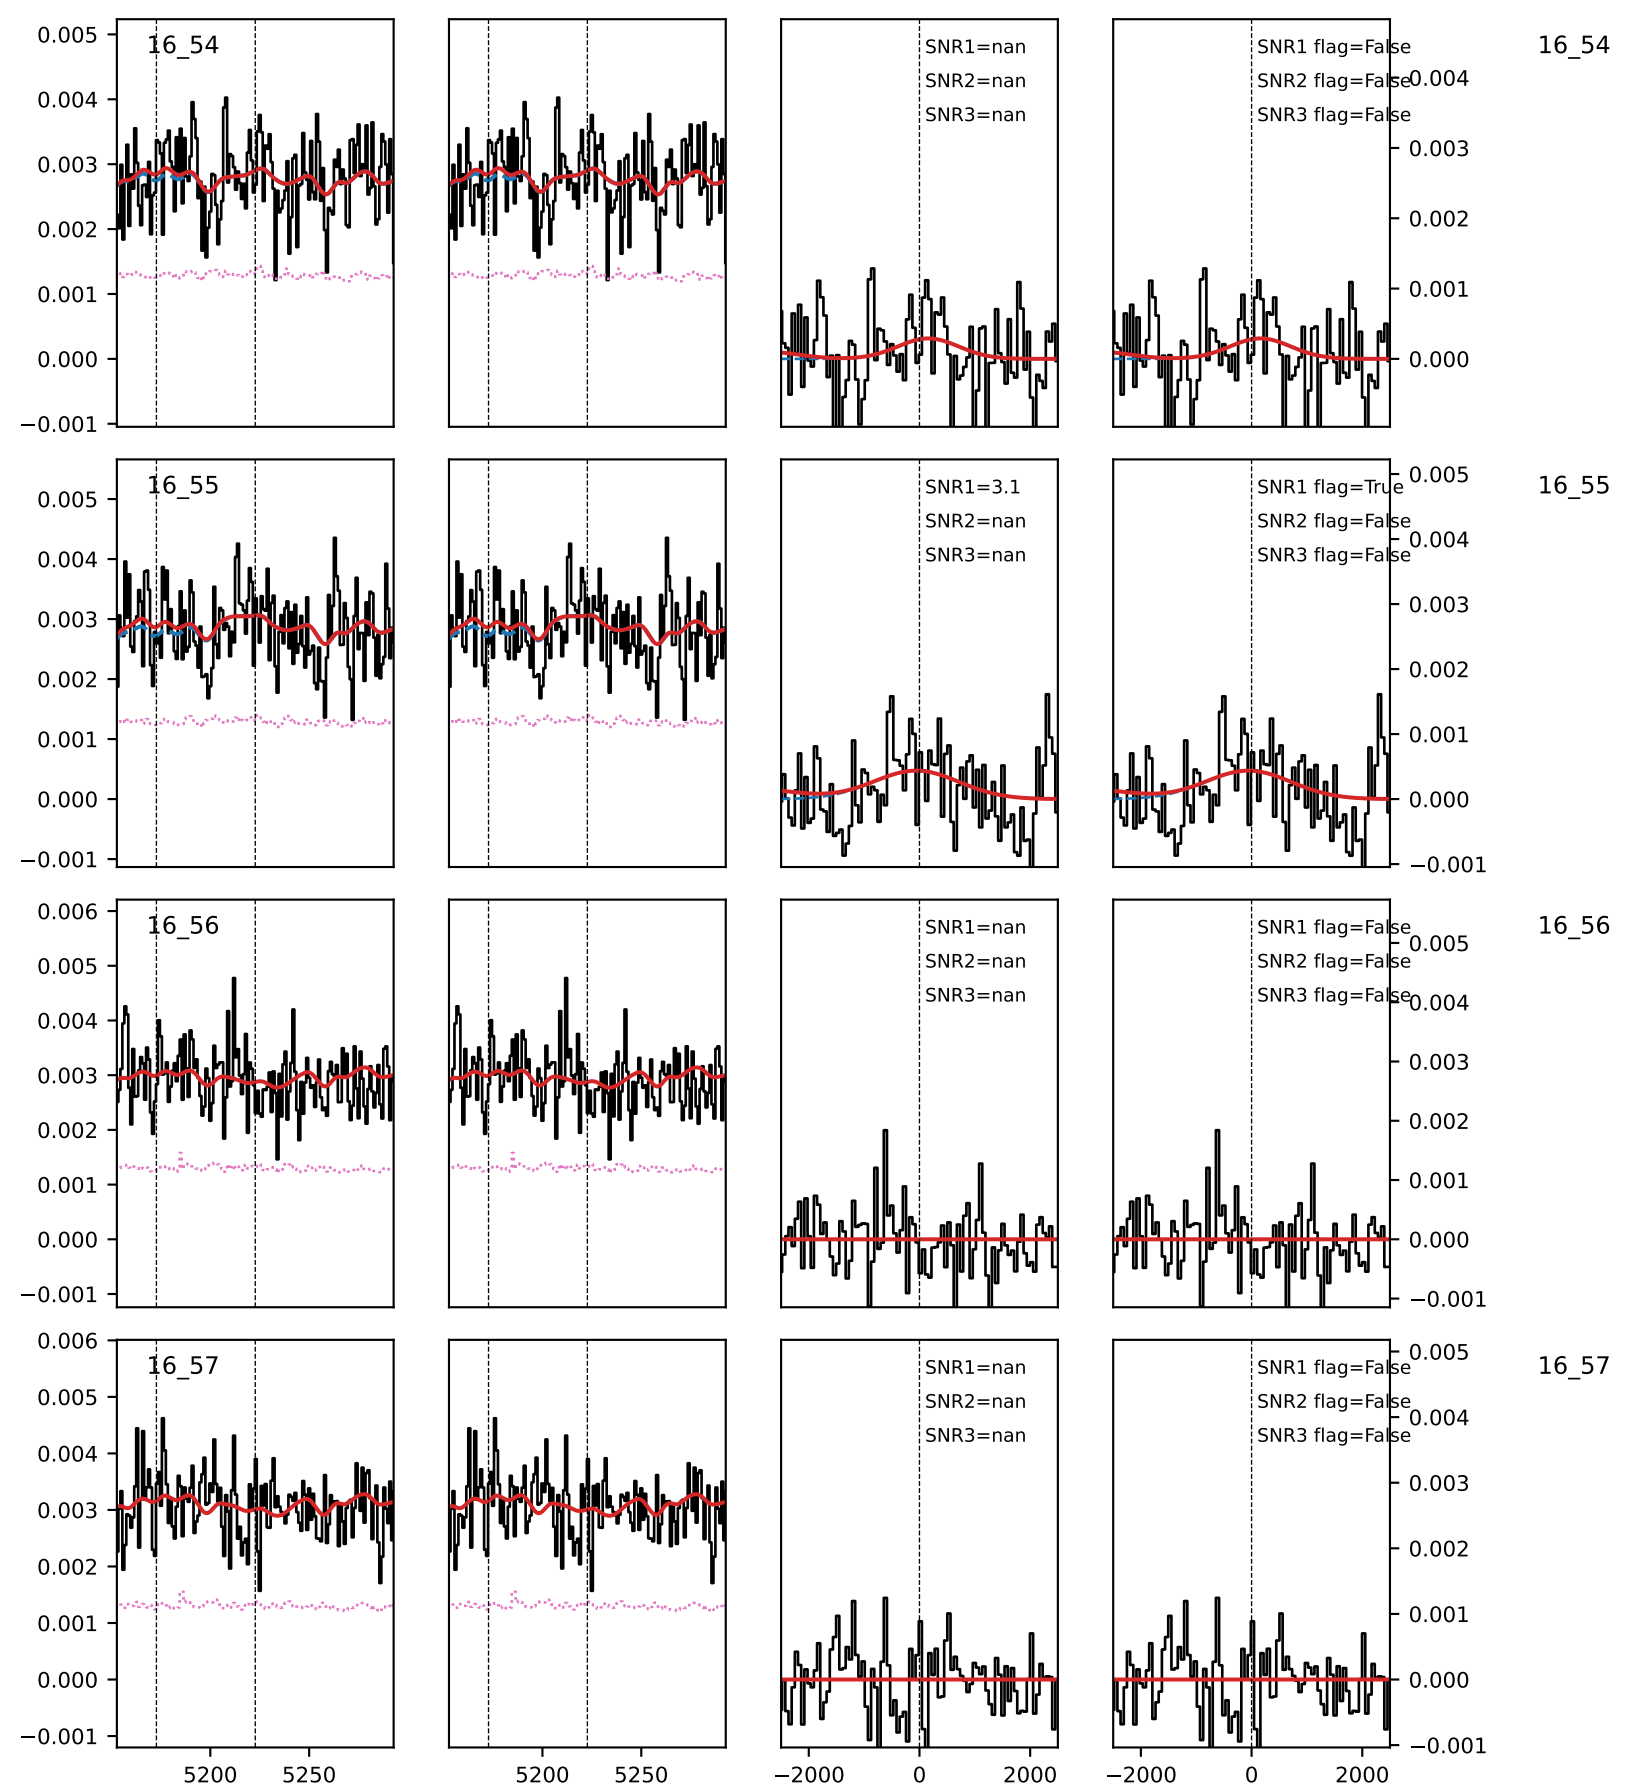 0.005
16_54
SNR1=nan
SNR1 flag=False
16_54
0.004
SNR2=nan
SNR2 flag=False
0.004
SNR3=nan
SNR3 flag=False
0.003
0.003
0.002
0.002
0.001
0.001
0.000
0.000
−0.001
16_55
SNR1=3.1
SNR1 flag=True
0.005
16_55
0.005
SNR2=nan
SNR2 flag=False
0.004
0.004
SNR3=nan
SNR3 flag=False
0.003
0.003
0.002
0.002
0.001
0.001
0.000
0.000
−0.001
−0.001
0.006
16_56
SNR1=nan
SNR1 flag=False
16_56
0.005
SNR2=nan
SNR2 flag=False
0.005
0.004
SNR3=nan
SNR3 flag=False
0.004
0.003
0.003
0.002
0.002
0.001
0.001
0.000
0.000
−0.001
−0.001
0.006
16_57
SNR1=nan
SNR1 flag=False
0.005
16_57
0.005
SNR2=nan
SNR2 flag=False
0.004
0.004
SNR3=nan
SNR3 flag=False
0.003
0.003
0.002
0.002
0.001
0.001
0.000
0.000
−0.001
−0.001
5200 5250 5200 5250 −2000 0 2000 −2000 0 2000